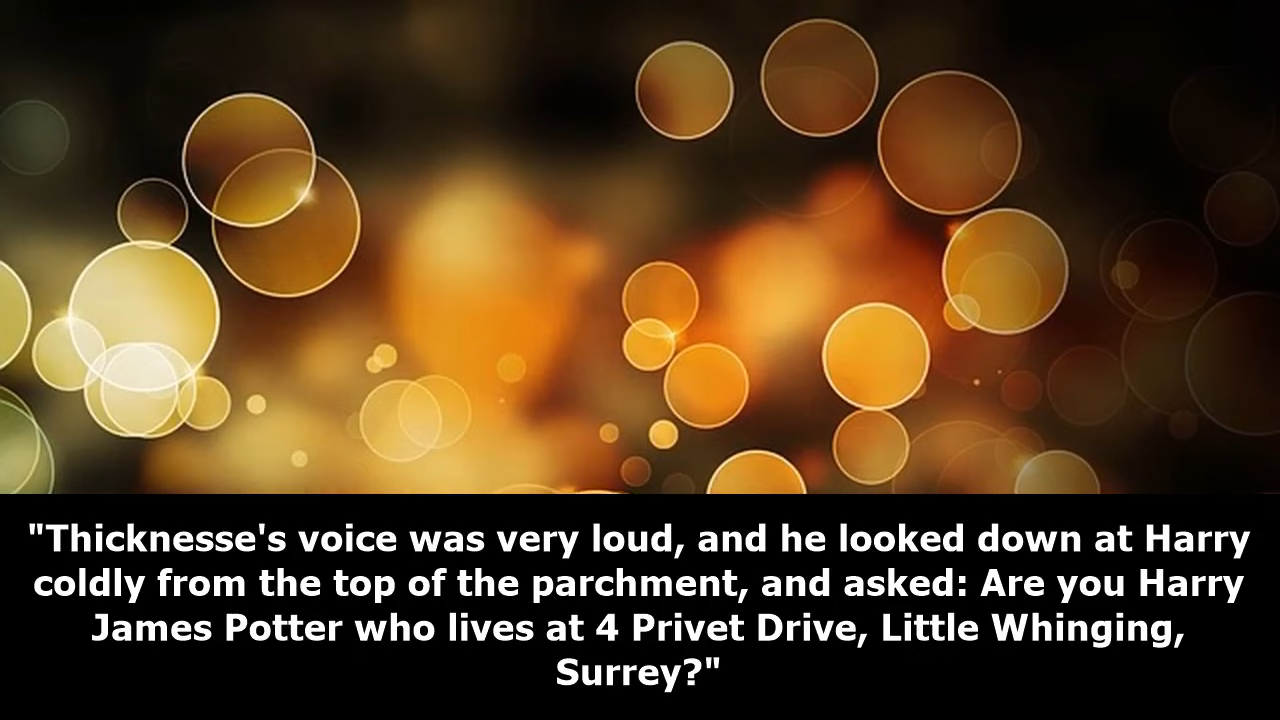 "Thicknesse's voice was very loud, and he looked down at Harry
coldly from the top of the parchment, and asked: Are you Harry
James Potter who lives at 4 Privet Drive, Little Whinging,
Surrey?"